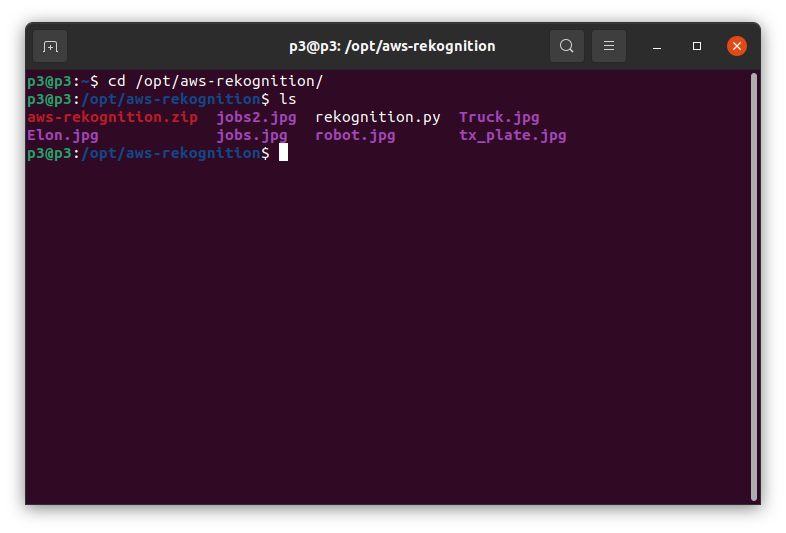 p3@p3: /opt/aws-rekognition
p3@p3:~$ cd /opt/aws-rekognition/
p3@p3:/opt/aws-rekognition$ ls
aws-rekognition.zip  jobs2.jpg  rekognition.py  Truck.jpg
Elon.jpg             jobs.jpg   robot.jpg       tx_plate.jpg
p3@p3:/opt/aws-rekognition$